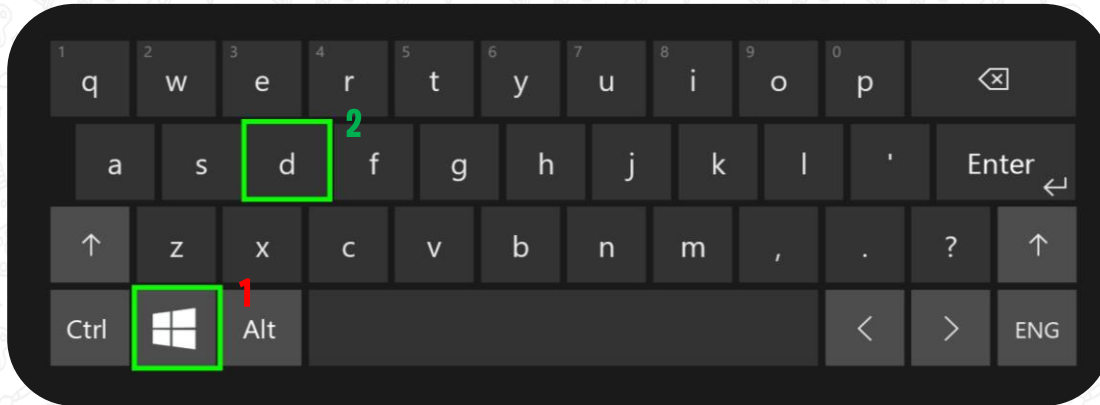 1 q 2 w 3 e 4 r 5 t 6 y 7 u 8 i 9 o 0 p
2
a s d f g h j k l ' Enter
z x c v b n m , . ?
1
Ctrl Alt < > ENG